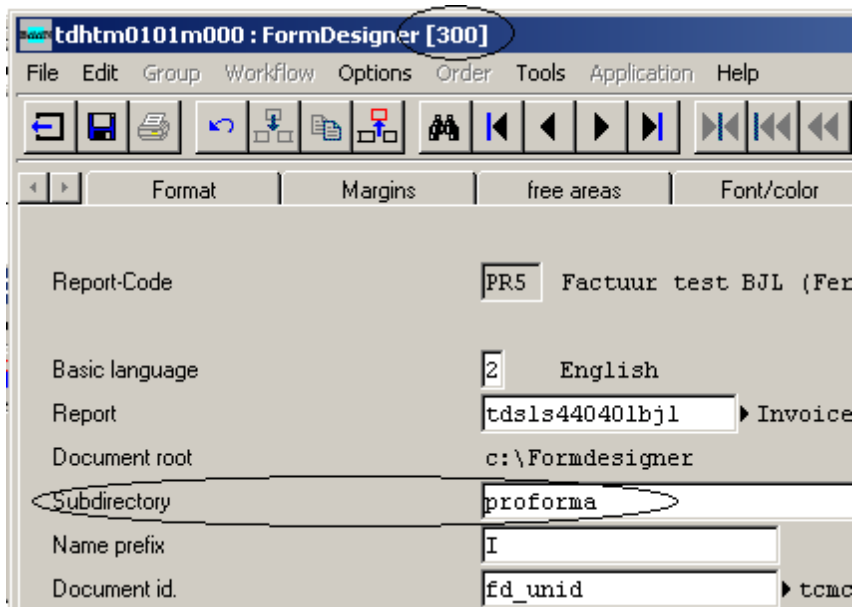 tdhtm0101m000 : FormDesigner [300]
File Edit Group Workflow Options Order Tools Application Help
Format Margins free areas Font/color
Report-Code PR5 Factuur test BJL (Fer
Basic language 2 English
Report tdsls440401bjl Invoice
Document root c:\Formdesigner
Subdirectory proforma
Name prefix I
Document id. fd_unid tcmc